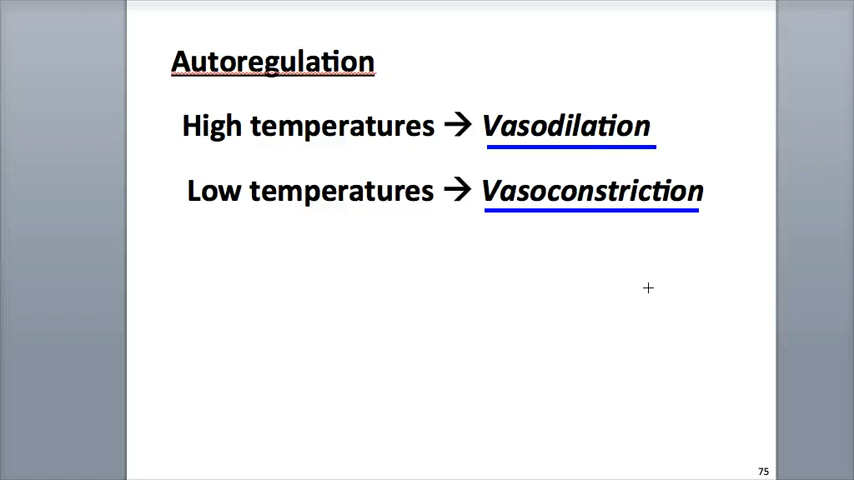 Autoregulation
High temperatures → Vasodilation
Low temperatures → Vasoconstriction
75